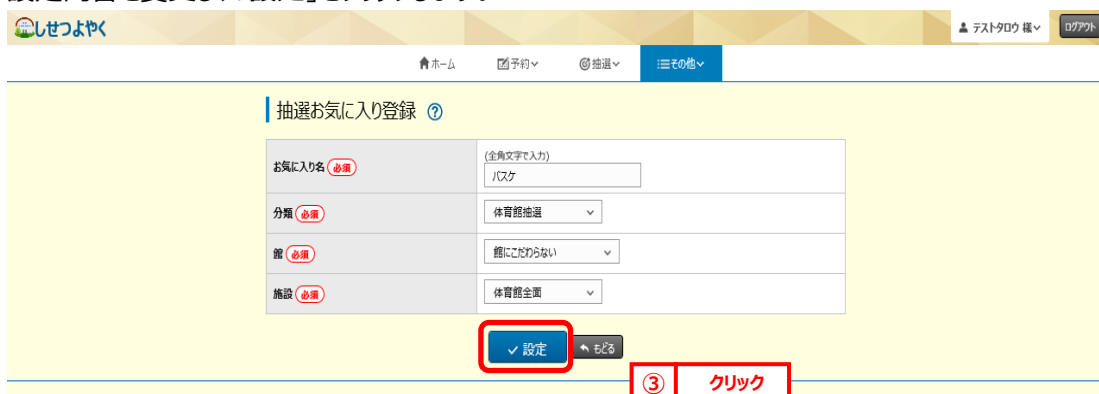 設定内容を変更し、「設定」をクリックします。
しせつよやく
テストタロウ 様 ログアウト
ホーム 予約 抽選 その他
抽選お気に入り登録 ?
お気に入り名 必須 (全角文字で入力)
バスケ
分類 必須 体育館抽選
館 必須 館にこだわらない
施設 必須 体育館全面
設定 もどる
③ クリック